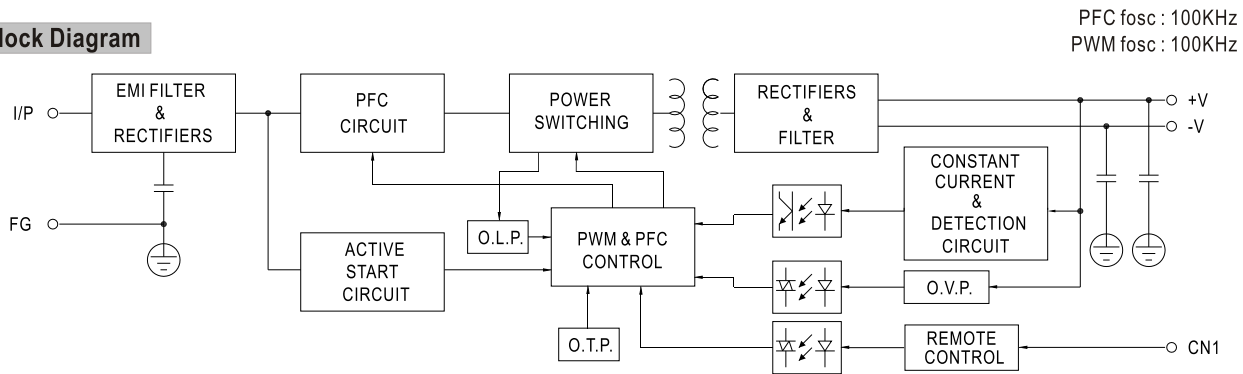 PFC fosc : 100KHz
lock Diagram
PWM fosc : 100KHz
I/P
EMI FILTER
&
RECTIFIERS
PFC
CIRCUIT
POWER
SWITCHING
RECTIFIERS
&
FILTER
+V
-V
CONSTANT
CURRENT
&
DETECTION
CIRCUIT
FG
O.L.P.
PWM & PFC
CONTROL
ACTIVE
START
CIRCUIT
O.V.P.
O.T.P.
REMOTE
CONTROL
CN1